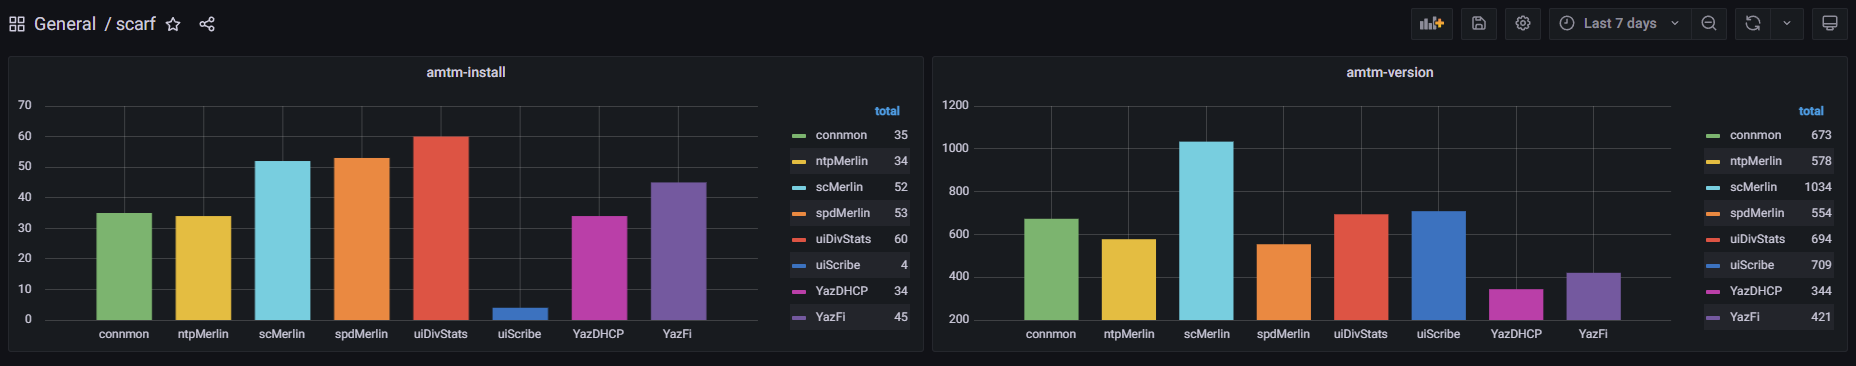 General / scarf
Last 7 days
amtm-install
70
60
50
40
30
20
10
0
connmon ntpMerlin scMerlin spdMerlin uiDivStats uiScribe YazDHCP YazFi
total
connmon 35
ntpMerlin 34
scMerlin 52
spdMerlin 53
uiDivStats 60
uiScribe 4
YazDHCP 34
YazFi 45
amtm-version
1200
1000
800
600
400
200
connmon ntpMerlin scMerlin spdMerlin uiDivStats uiScribe YazDHCP YazFi
total
connmon 673
ntpMerlin 578
scMerlin 1034
spdMerlin 554
uiDivStats 694
uiScribe 709
YazDHCP 344
YazFi 421